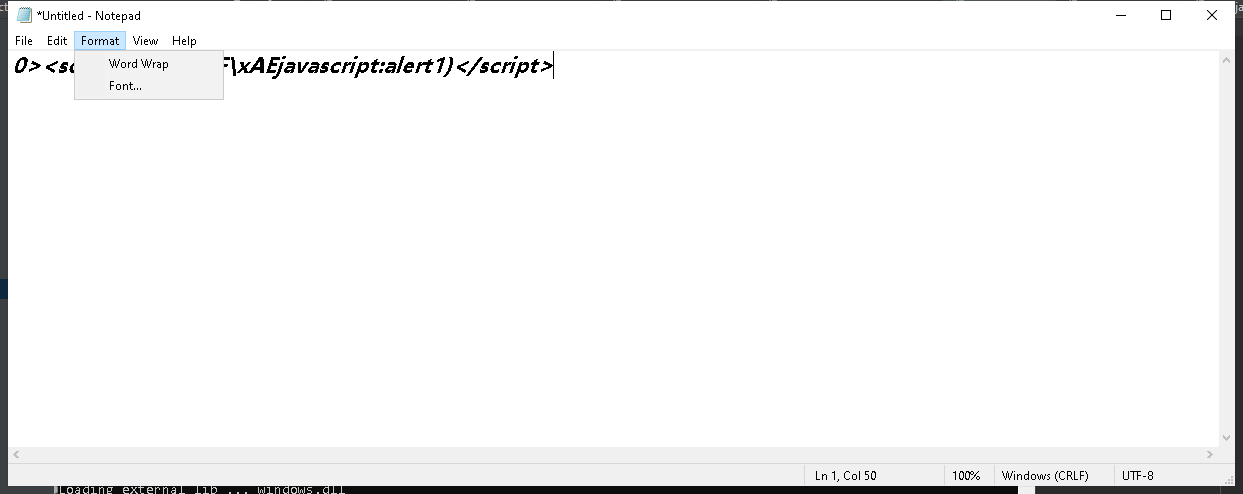 *Untitled - Notepad
File Edit Format View Help
0><sc F\xAEjavascript:alert1)</script>
Word Wrap
Font...
Ln 1, Col 50 100% Windows (CRLF) UTF-8
Loading external lib ... windows.dll